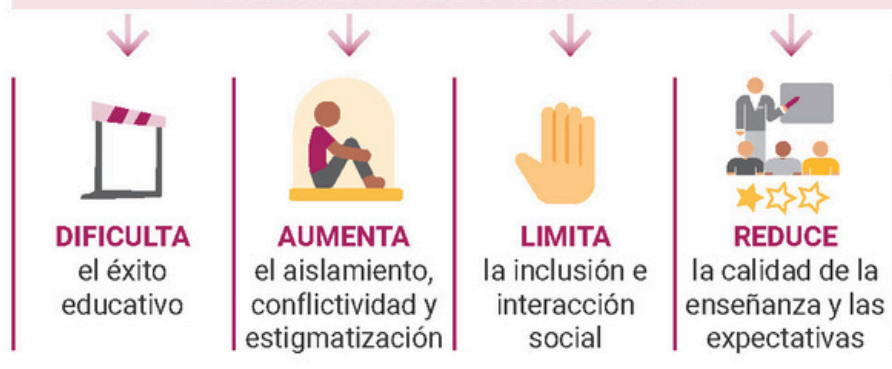 DIFICULTA
el éxito
educativo
AUMENTA
el aislamiento,
conflictividad y
estigmatización
LIMITA
la inclusión e
interacción
social
REDUCE
la calidad de la
enseñanza y las
expectativas